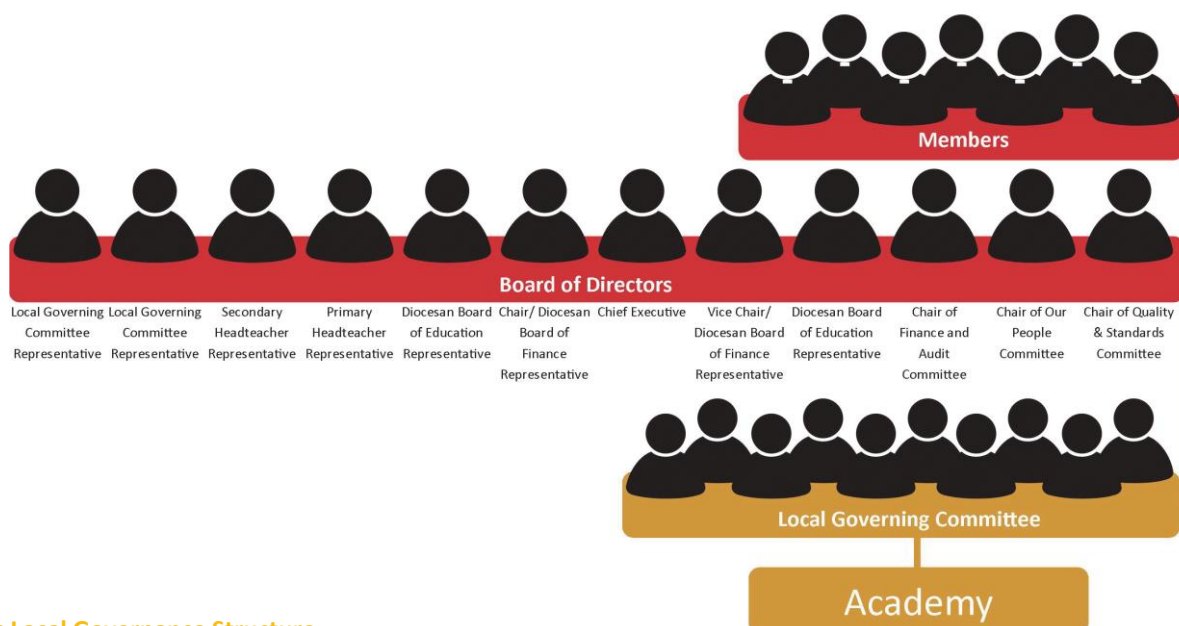 Members
Board of Directors
Local Governing
Committee
Representative
Local Governing
Committee
Representative
Secondary
Headteacher
Representative
Primary
Headteacher
Representative
Diocesan Board
of Education
Representative
Chair/ Diocesan
Board of
Finance
Representative
Chief Executive
Vice Chair/
Diocesan Board
of Finance
Representative
Diocesan Board
of Education
Representative
Chair of
Finance and
Audit
Committee
Chair of Our
People
Committee
Chair of Quality
& Standards
Committee
Local Governing Committee
Academy
Local Governance Structure